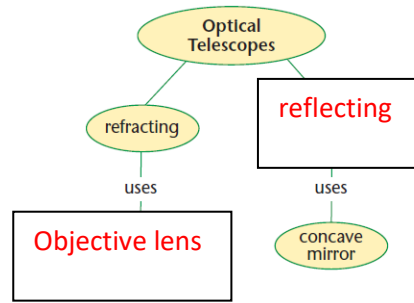 Optical
Telescopes
refracting
reflecting
uses
uses
Objective lens
concave
mirror